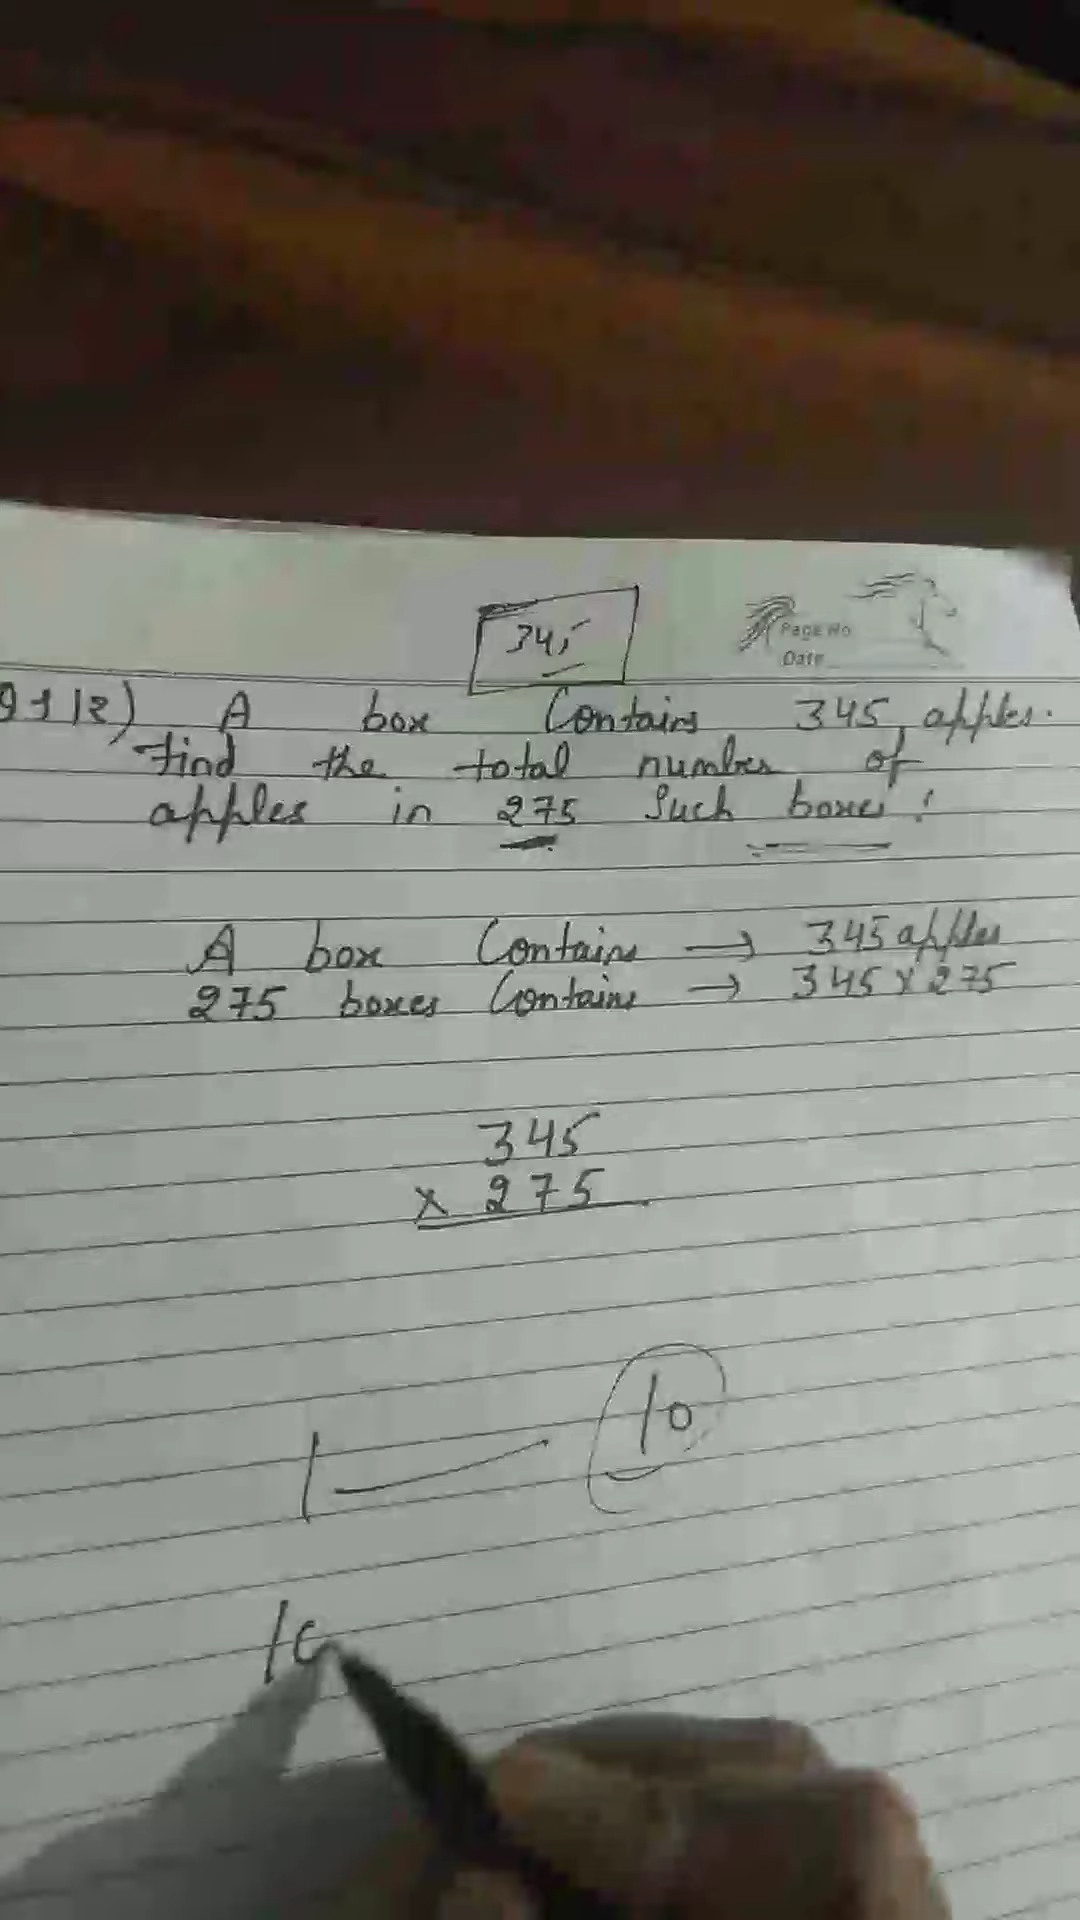 345
Page No
Date
912) A box Contains 345 apples.
find the total number of
apples in 275 Such boxes!
A box Contains → 345 apples
275 boxes Contains → 345 x 275
345
x 275
1 — 10